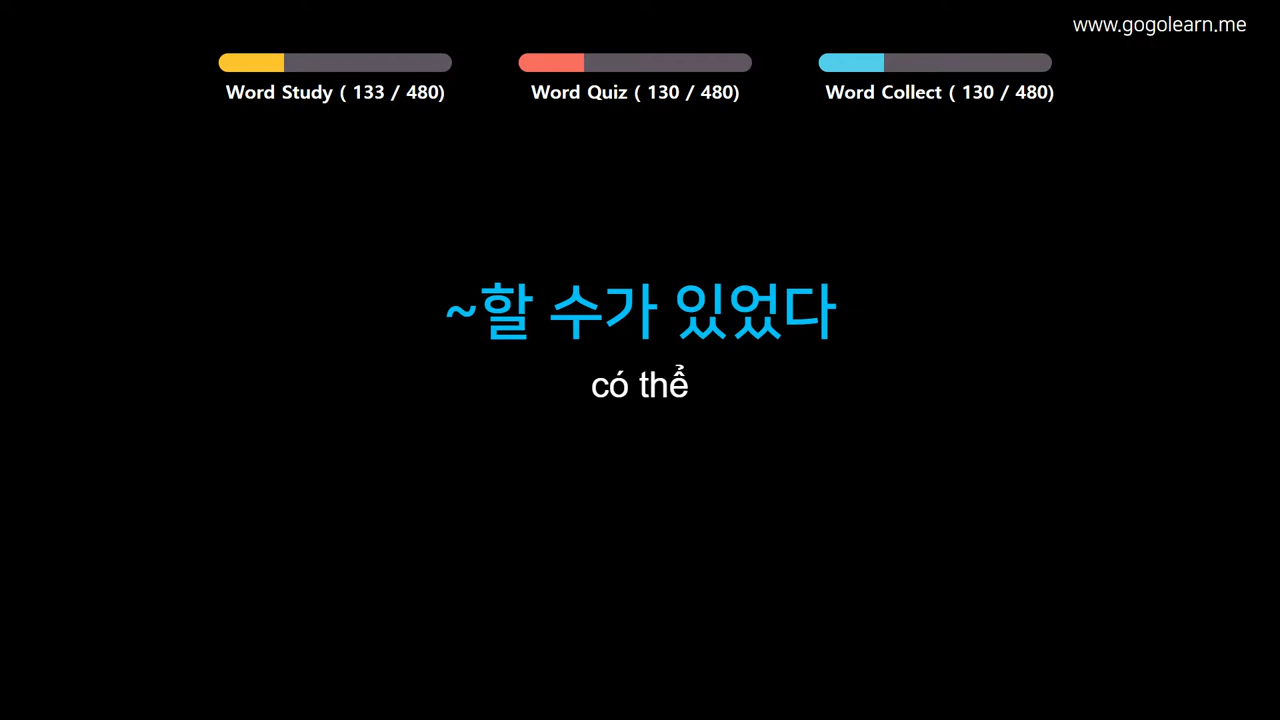 www.gogolearn.me
Word Study ( 133 / 480)
Word Quiz ( 130 / 480)
Word Collect ( 130 / 480)
~할 수가 있었다
có thể